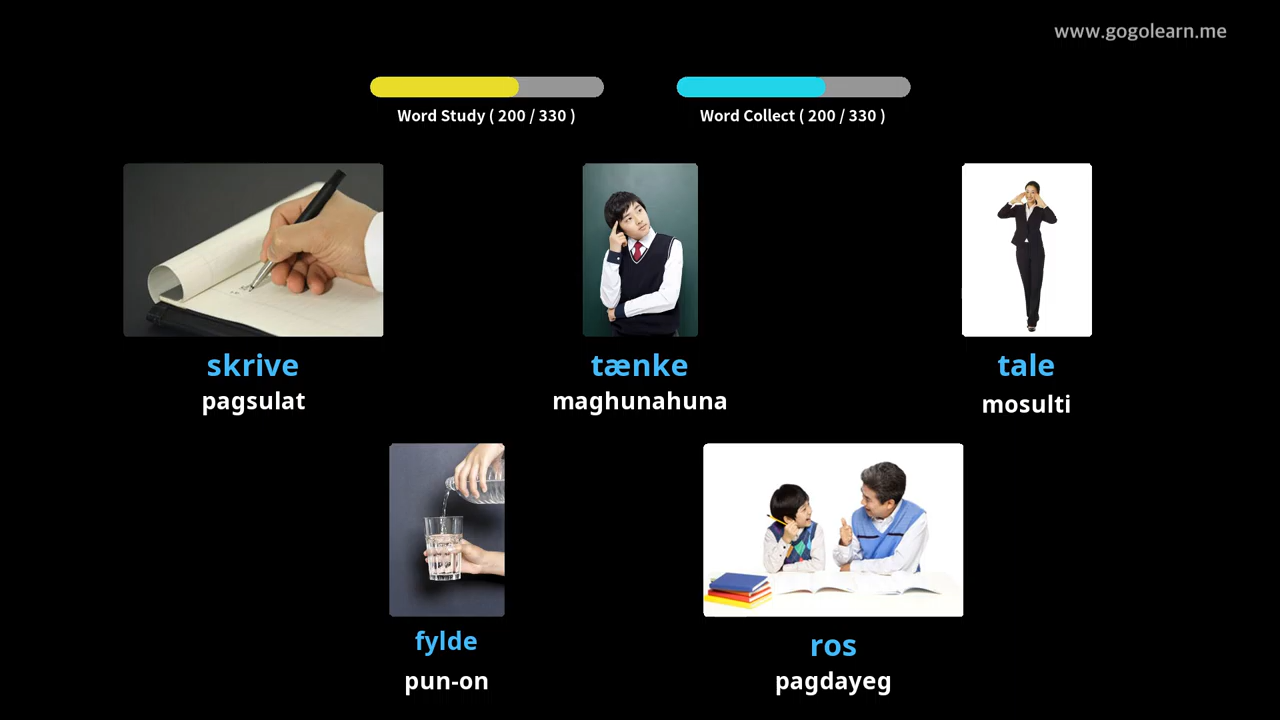 www.gogolearn.me
Word Study ( 200 / 330 )
Word Collect ( 200 / 330 )
skrive
pagsulat
tænke
maghunahuna
tale
mosulti
fylde
pun-on
ros
pagdayeg